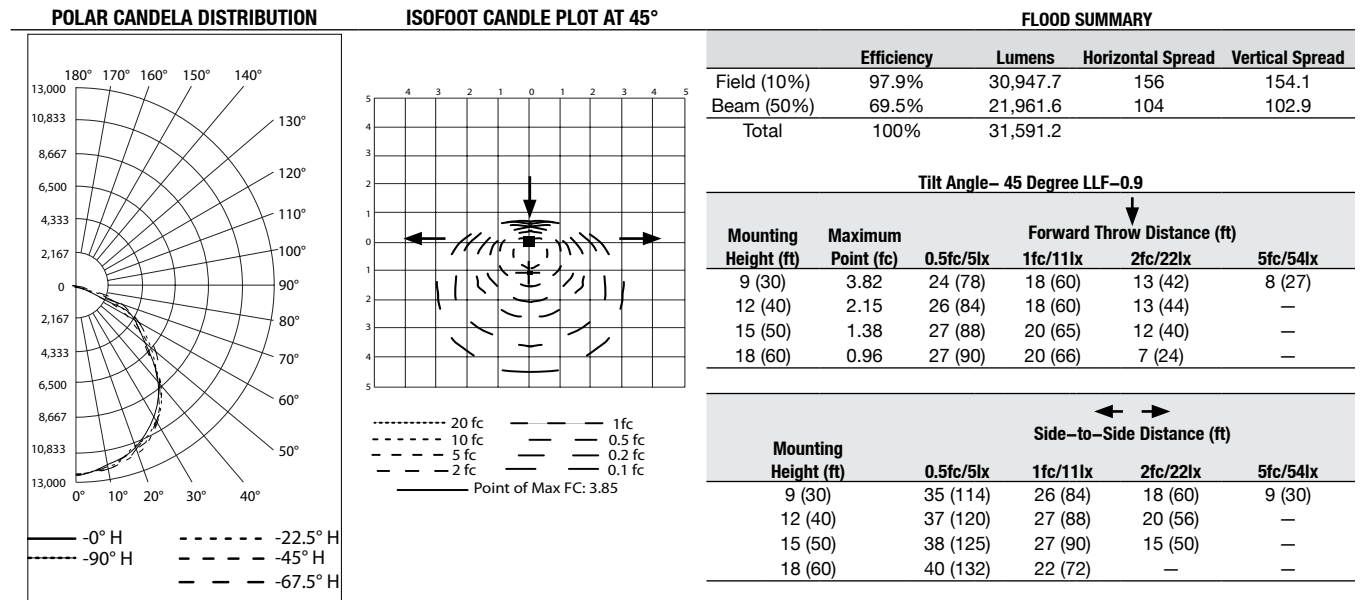 POLAR CANDELA DISTRIBUTION
180° 170° 160° 150° 140°
13,000
10,833
8,667
6,500
4,333
2,167
0
2,167
4,333
6,500
8,667
10,833
13,000
130°
120°
110°
100°
90°
80°
70°
60°
50°
0° 10° 20° 30° 40°
-0° H
-90° H
-22.5° H
-45° H
-67.5° H
ISOFOOT CANDLE PLOT AT 45°
4 3 2 1 0 1 2 3 4 5
5
4
3
2
1
0
1
2
3
4
5
5
4
3
2
1
0
1
2
3
4
5
20 fc
10 fc
5 fc
2 fc
1fc
0.5 fc
0.2 fc
0.1 fc
Point of Max FC: 3.85
FLOOD SUMMARY
Efficiency Lumens Horizontal Spread Vertical Spread
Field (10%) 97.9% 30,947.7 156 154.1
Beam (50%) 69.5% 21,961.6 104 102.9
Total 100% 31,591.2
Tilt Angle– 45 Degree LLF–0.9
Mounting Height (ft) Maximum Point (fc) Forward Throw Distance (ft)
0.5fc/5lx 1fc/11lx 2fc/22lx 5fc/54lx
9 (30) 3.82 24 (78) 18 (60) 13 (42) 8 (27)
12 (40) 2.15 26 (84) 18 (60) 13 (44) —
15 (50) 1.38 27 (88) 20 (65) 12 (40) —
18 (60) 0.96 27 (90) 20 (66) 7 (24) —
Side–to–Side Distance (ft)
Mounting
Height (ft) 0.5fc/5lx 1fc/11lx 2fc/22lx 5fc/54lx
9 (30) 35 (114) 26 (84) 18 (60) 9 (30)
12 (40) 37 (120) 27 (88) 20 (56) —
15 (50) 38 (125) 27 (90) 15 (50) —
18 (60) 40 (132) 22 (72) — —